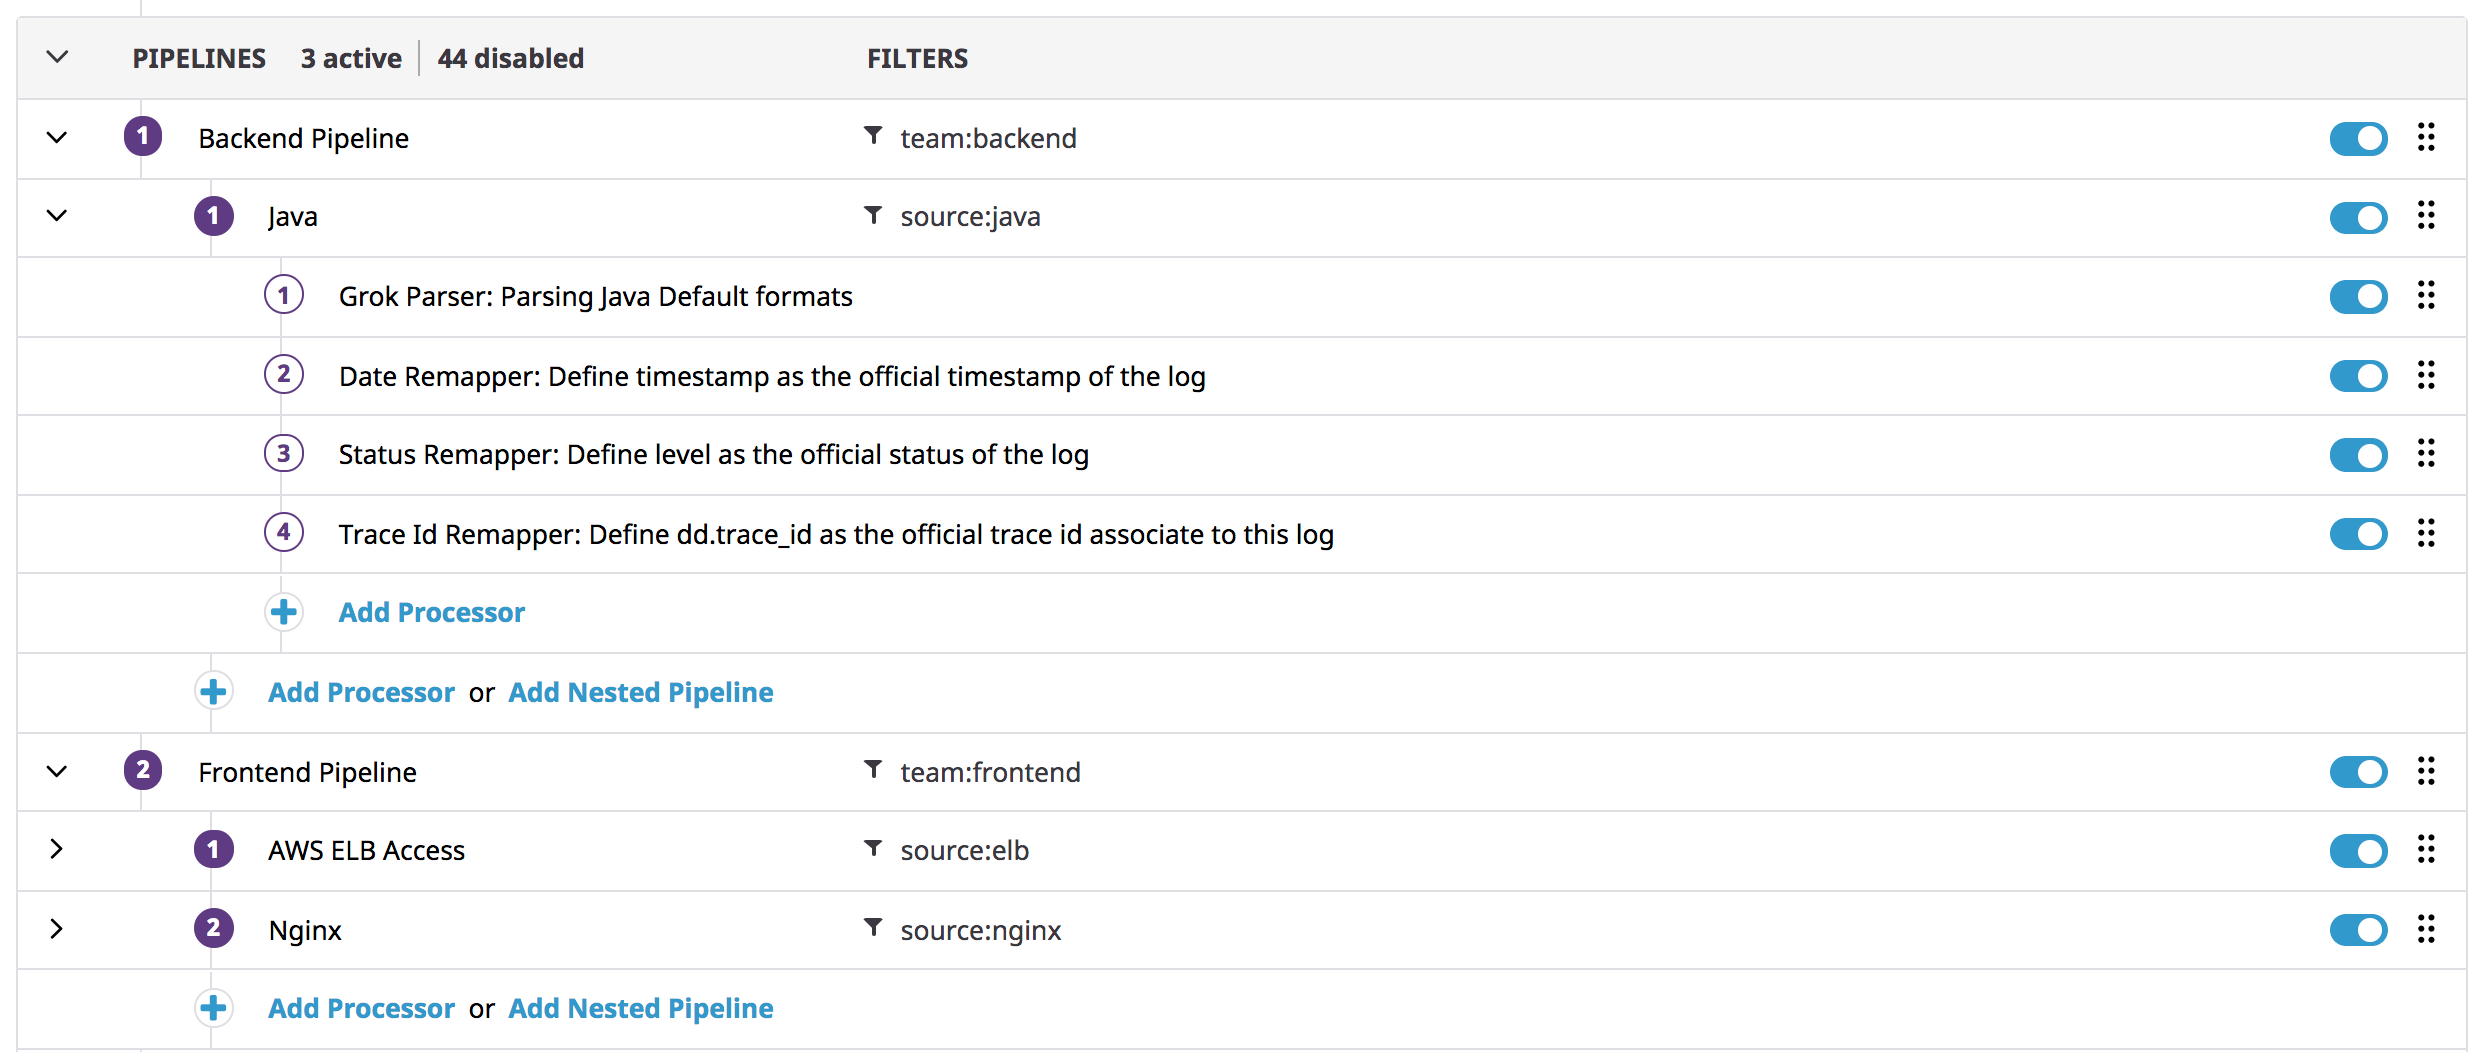 PIPELINES 3 active 44 disabled FILTERS
1 Backend Pipeline team:backend
1 Java source:java
1 Grok Parser: Parsing Java Default formats
2 Date Remapper: Define timestamp as the official timestamp of the log
3 Status Remapper: Define level as the official status of the log
4 Trace Id Remapper: Define dd.trace_id as the official trace id associate to this log
Add Processor
Add Processor or Add Nested Pipeline
2 Frontend Pipeline team:frontend
1 AWS ELB Access source:elb
2 Nginx source:nginx
Add Processor or Add Nested Pipeline